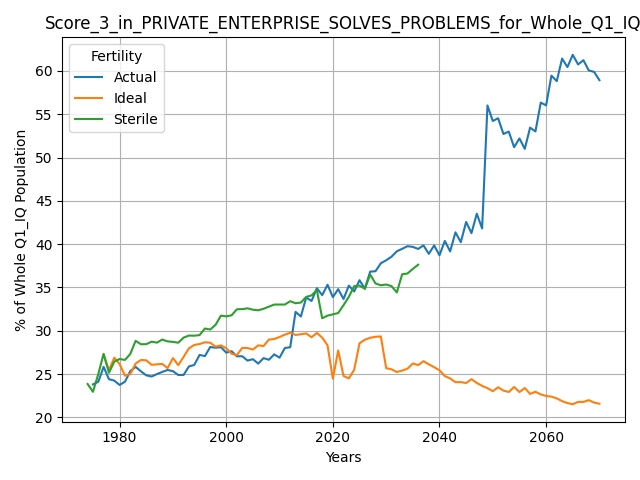 Score_3_in_PRIVATE_ENTERPRISE_SOLVES_PROBLEMS_for_Whole_Q1_IQ
Fertility
Actual
Ideal
Sterile
% of Whole Q1_IQ Population
60
55
50
45
40
35
30
25
20
1980 2000 2020 2040 2060
Years